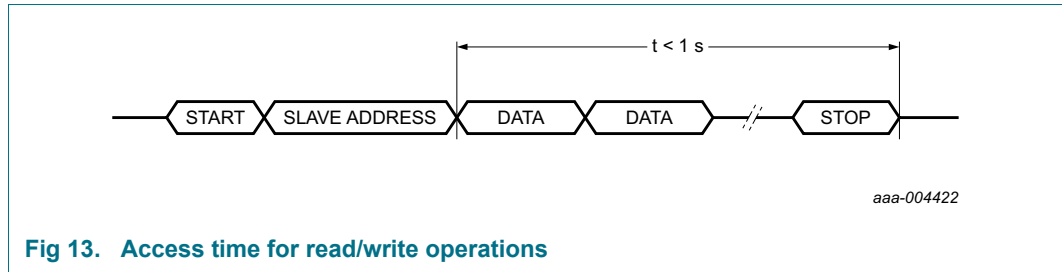 t < 1 s
START SLAVE ADDRESS DATA DATA STOP
aaa-004422
Fig 13. Access time for read/write operations